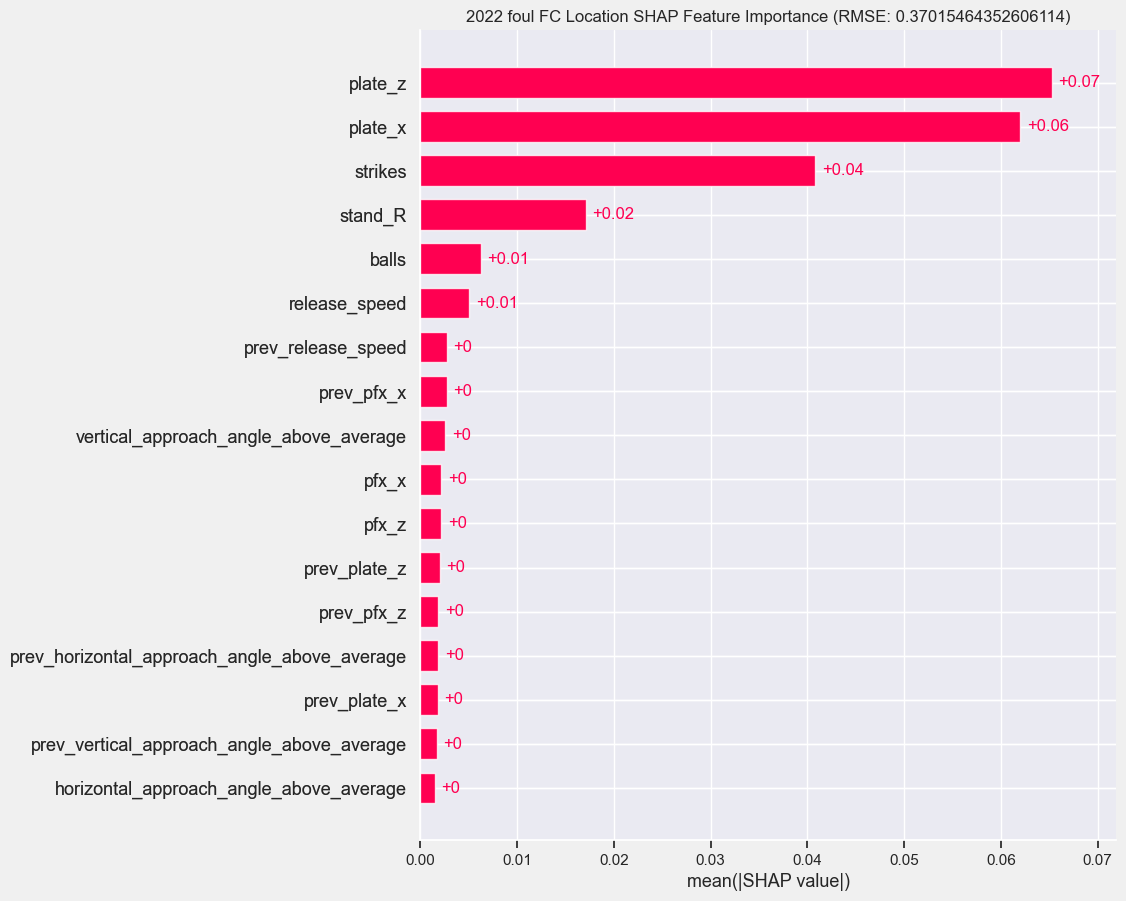 2022 foul FC Location SHAP Feature Importance (RMSE: 0.37015464352606114)
plate_z +0.07
plate_x +0.06
strikes +0.04
stand_R +0.02
balls +0.01
release_speed +0.01
prev_release_speed +0
prev_pfx_x +0
vertical_approach_angle_above_average +0
pfx_x +0
pfx_z +0
prev_plate_z +0
prev_pfx_z +0
prev_horizontal_approach_angle_above_average +0
prev_plate_x +0
prev_vertical_approach_angle_above_average +0
horizontal_approach_angle_above_average +0
0.00 0.01 0.02 0.03 0.04 0.05 0.06 0.07
mean(|SHAP value|)